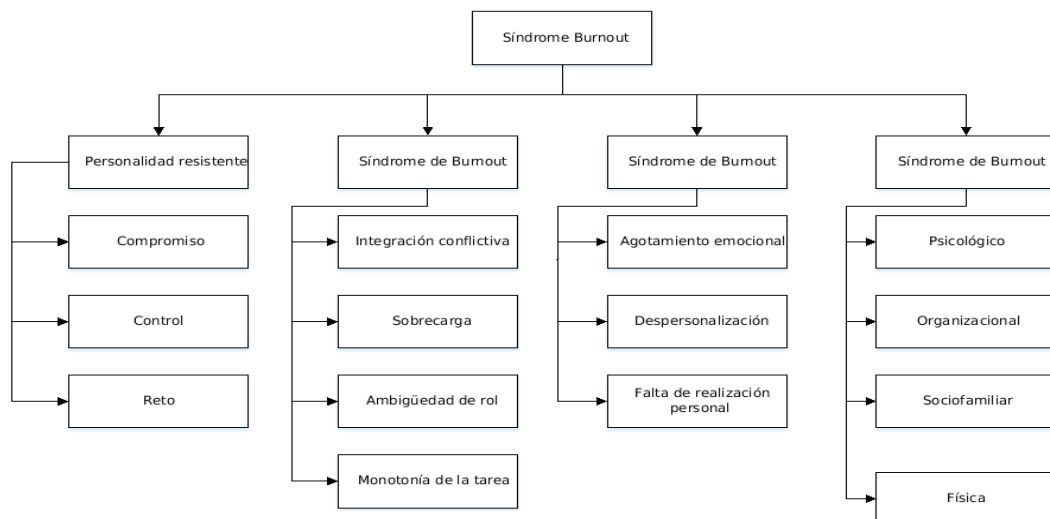 Síndrome Burnout
Personalidad resistente
Compromiso
Control
Reto
Síndrome de Burnout
Integración conflictiva
Sobrecarga
Ambigüedad de rol
Monotonía de la tarea
Síndrome de Burnout
Agotamiento emocional
Despersonalización
Falta de realización
personal
Síndrome de Burnout
Psicológico
Organizacional
Sociofamiliar
Física